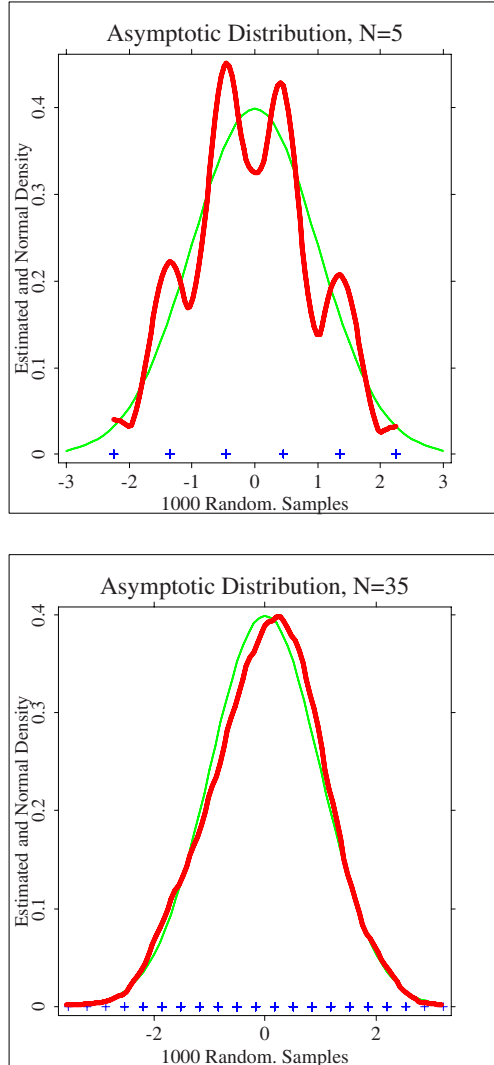 Asymptotic Distribution, N=5
Estimated and Normal Density
0.4
0.3
0.2
0.1
0
-3 -2 -1 0 1 2 3
1000 Random. Samples
Asymptotic Distribution, N=35
Estimated and Normal Density
0.4
0.3
0.2
0.1
0
-2 0 2
1000 Random. Samples